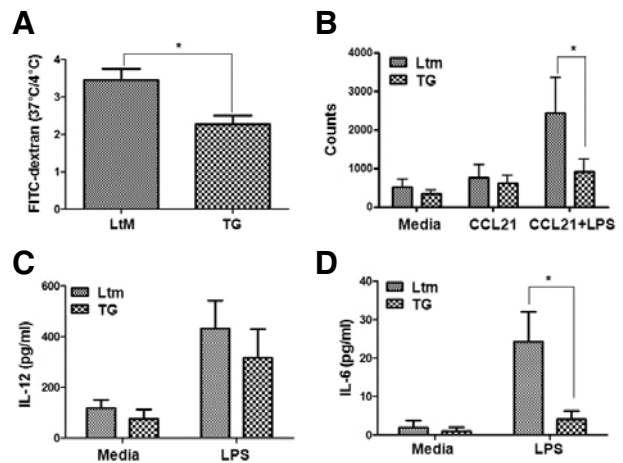 A
*
FITC-dextran (37°C/4°C)
4
3
2
1
0
LtM
TG
B
Ltm
TG
*
Counts
4000
3000
2000
1000
0
Media
CCL21
CCL21+LPS
C
Ltm
TG
IL-12 (pg/ml)
600
400
200
0
Media
LPS
D
Ltm
TG
*
IL-6 (pg/ml)
40
30
20
10
0
Media
LPS